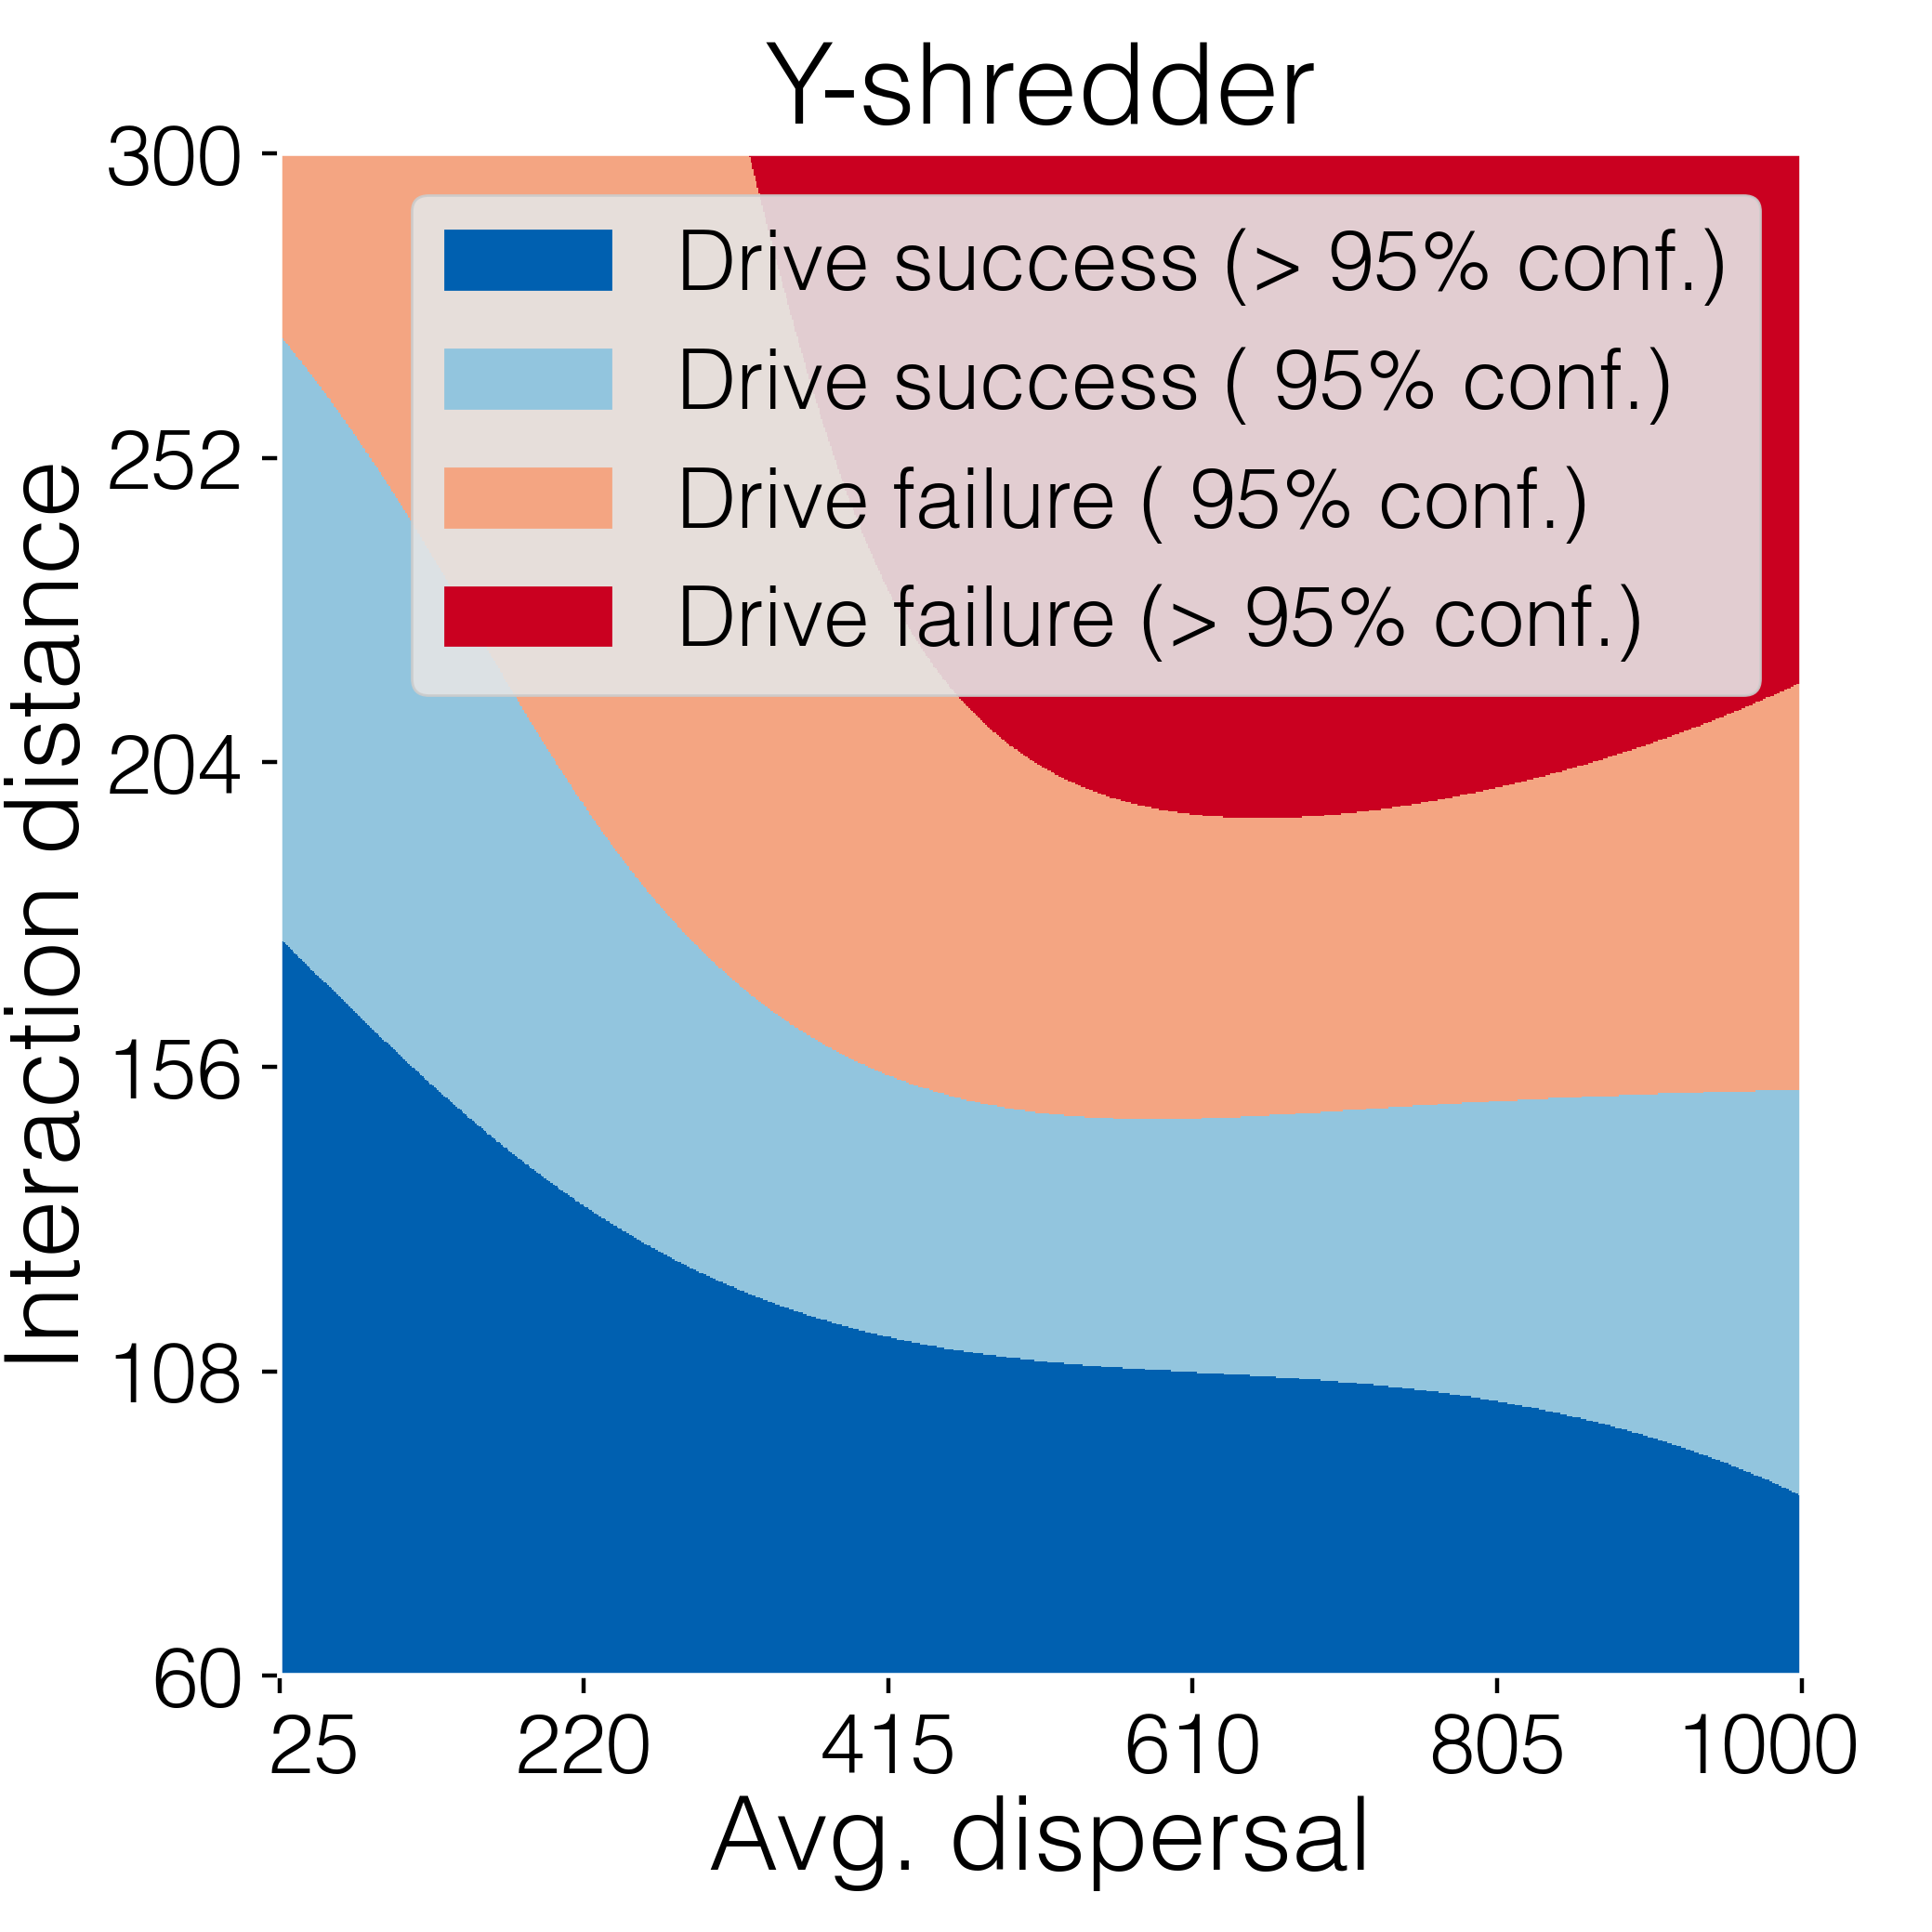 Y-shredder
300
252
204
156
108
60
Interaction distance
Drive success (> 95% conf.)
Drive success ( 95% conf.)
Drive failure ( 95% conf.)
Drive failure (> 95% conf.)
25 220 415 610 805 1000
Avg. dispersal